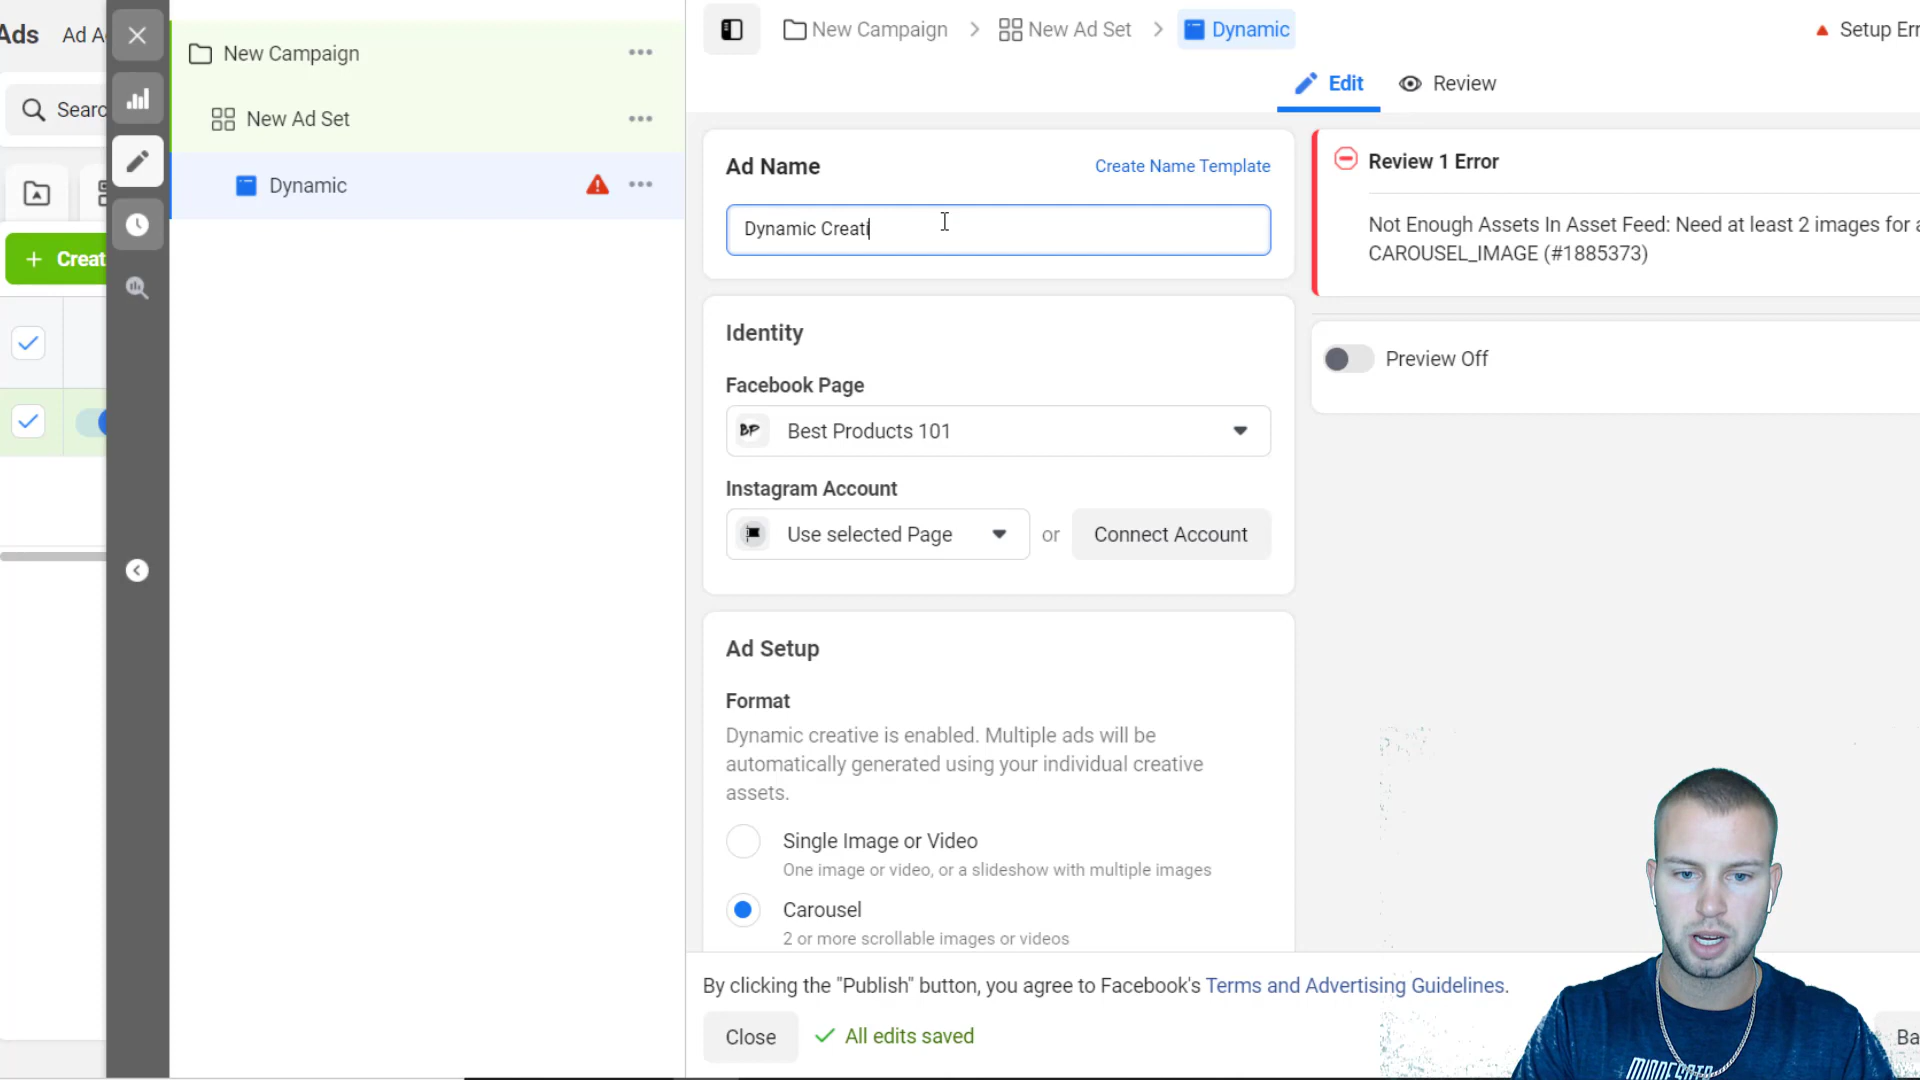 Ads
Ad A
Searc
Creat
New Campaign
New Ad Set
Dynamic
New Campaign
New Ad Set
Dynamic
Setup Err
Edit
Review
Ad Name
Create Name Template
Dynamic Creati
Identity
Facebook Page
BP
Best Products 101
Instagram Account
Use selected Page
or
Connect Account
Ad Setup
Format
Dynamic creative is enabled. Multiple ads will be
automatically generated using your individual creative
assets.
Single Image or Video
One image or video, or a slideshow with multiple images
Carousel
2 or more scrollable images or videos
Review 1 Error
Not Enough Assets In Asset Feed: Need at least 2 images for a
CAROUSEL_IMAGE (#1885373)
Preview Off
By clicking the "Publish" button, you agree to Facebook's Terms and Advertising Guidelines.
Close
All edits saved
Ba
MINNESOTA